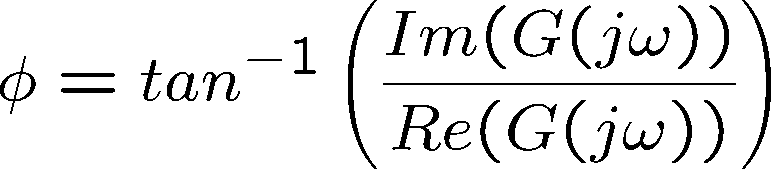 ϕ = tan⁻¹ (Im(G(jω)) / Re(G(jω)))